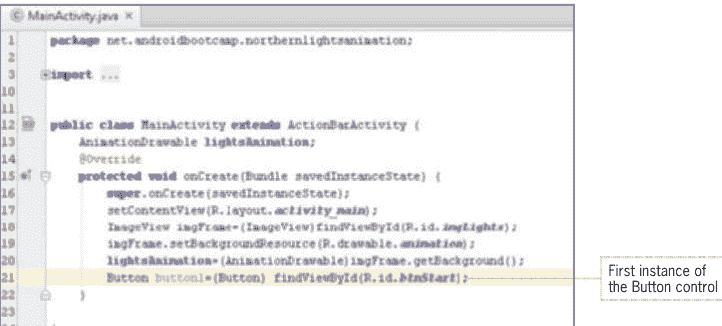 MainActivity.java ×
1 package net.androidbootcamp.northernlightsanimation;
2
3 import ...
10
11
12 public class MainActivity extends ActionBarActivity {
13 AnimationDrawable lightsAnimation;
14 @Override
15 protected void onCreate(Bundle savedInstanceState) {
16 super.onCreate(savedInstanceState);
17 setContentView(R.layout.activity_main);
18 ImageView imgFrame=(ImageView)findViewById(R.id.imgLights);
19 imgFrame.setBackgroundResource(R.drawable.animation);
20 lightsAnimation=(AnimationDrawable)imgFrame.getBackground();
21 Button button1=(Button) findViewById(R.id.btnStart);
22 }
23
First instance of
the Button control